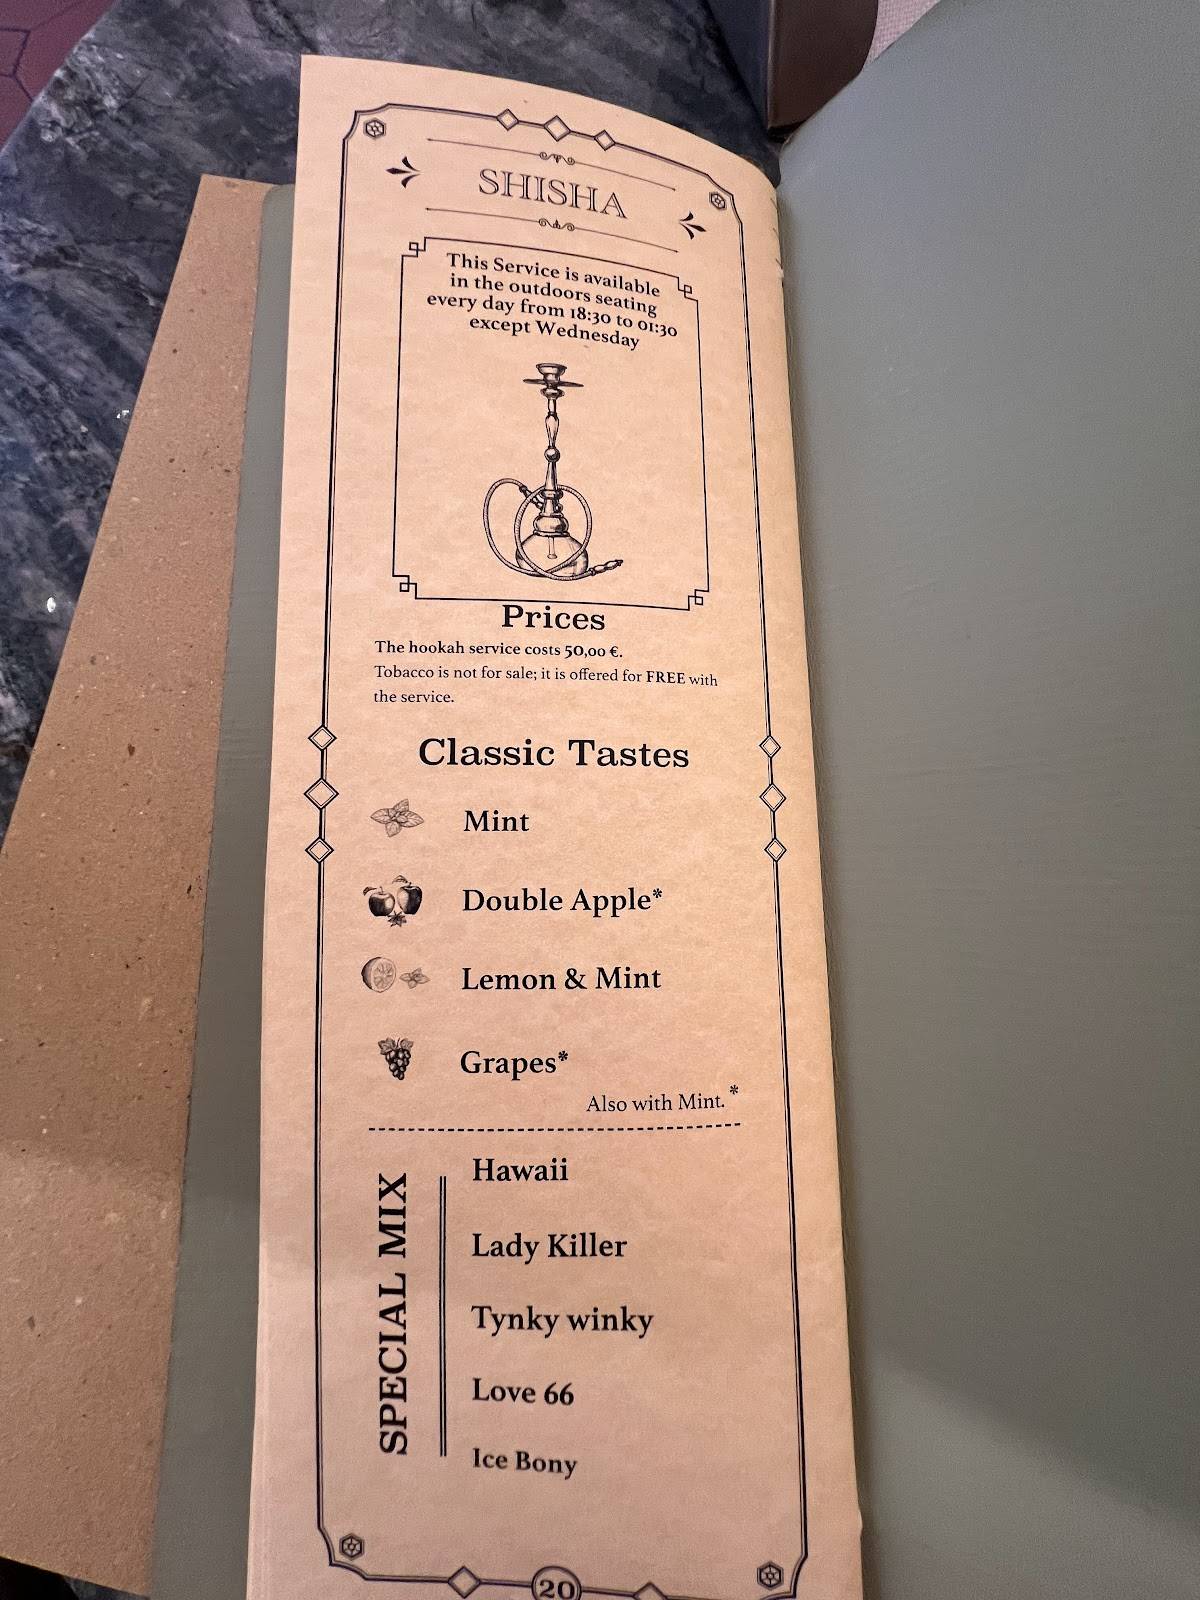 SHISHA
This Service is available
in the outdoors seating
every day from 18:30 to 01:30
except Wednesday
Prices
The hookah service costs 50,00 €.
Tobacco is not for sale; it is offered for FREE with
the service.
Classic Tastes
Mint
Double Apple*
Lemon & Mint
Grapes*
Also with Mint.*
SPECIAL MIX
Hawaii
Lady Killer
Tynky winky
Love 66
Ice Bony
20